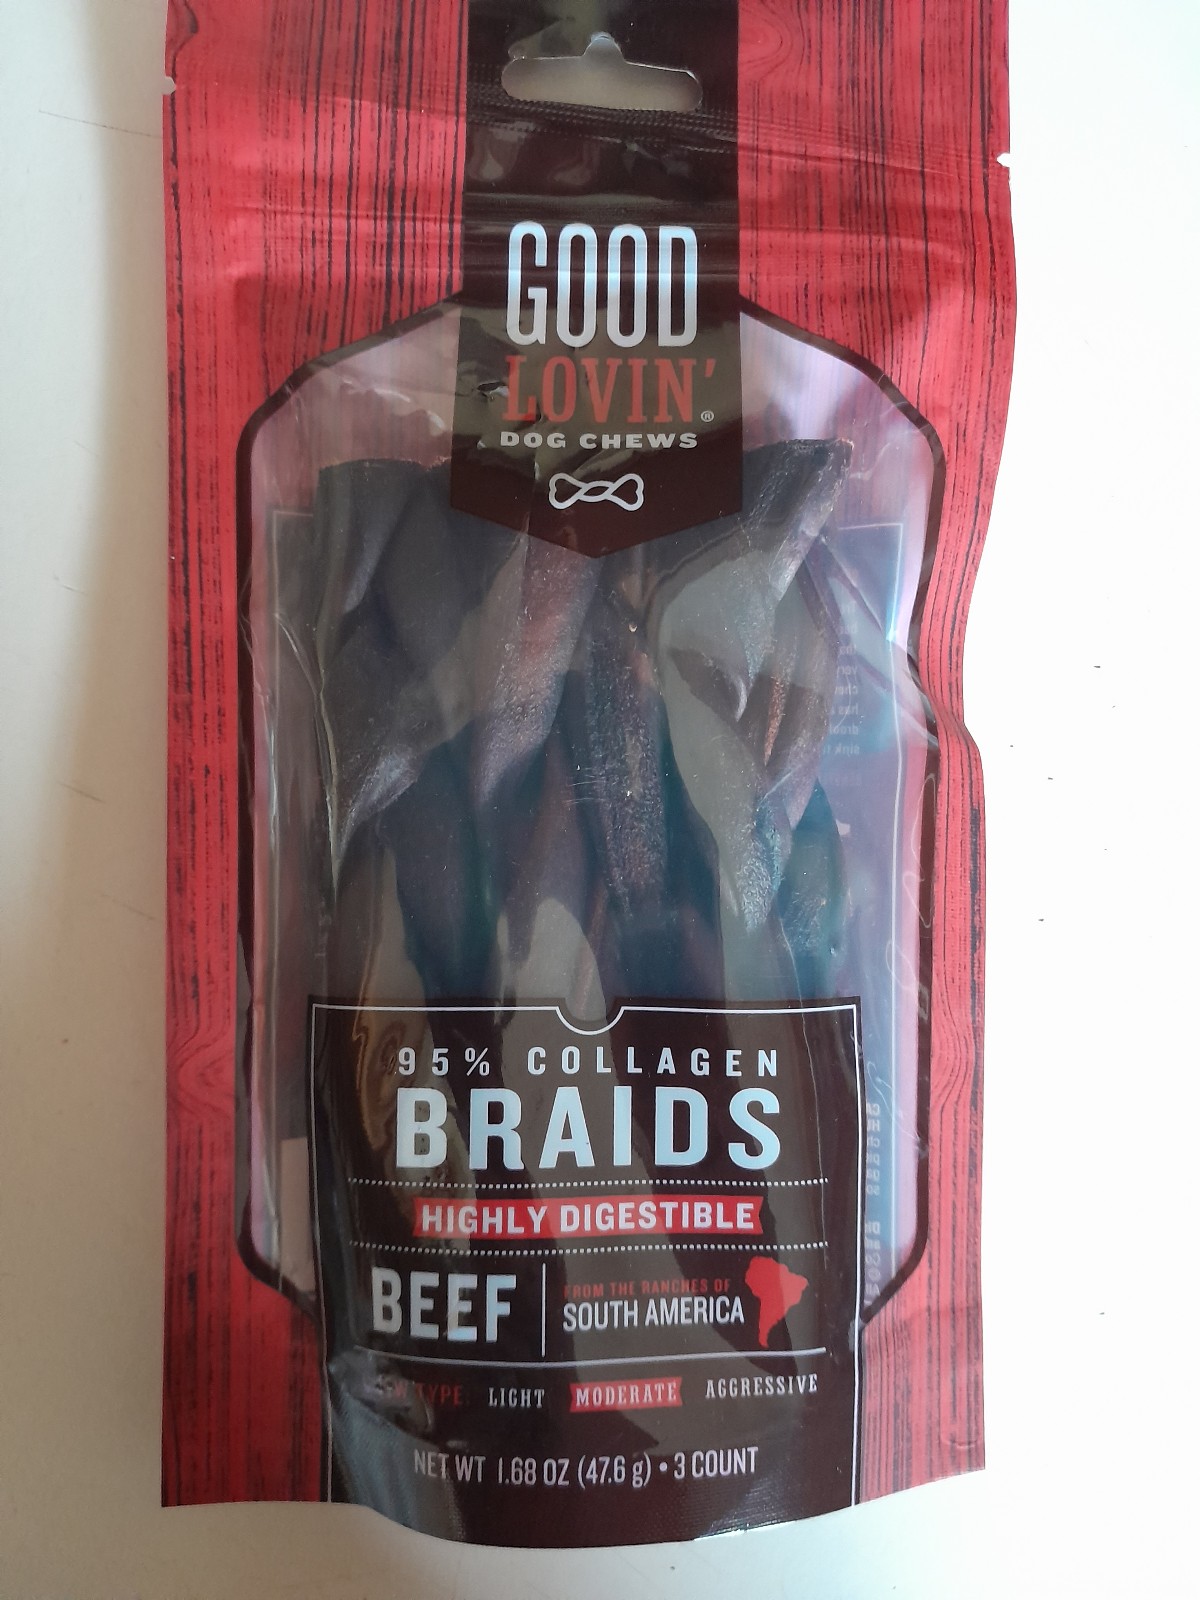 GOOD
LOVIN'®
DOG CHEWS
95% COLLAGEN
BRAIDS
HIGHLY DIGESTIBLE
BEEF
FROM THE RANCHES OF
SOUTH AMERICA
TYPE LIGHT MODERATE AGGRESSIVE
NET WT 1.68 OZ (47.6 g) • 3 COUNT